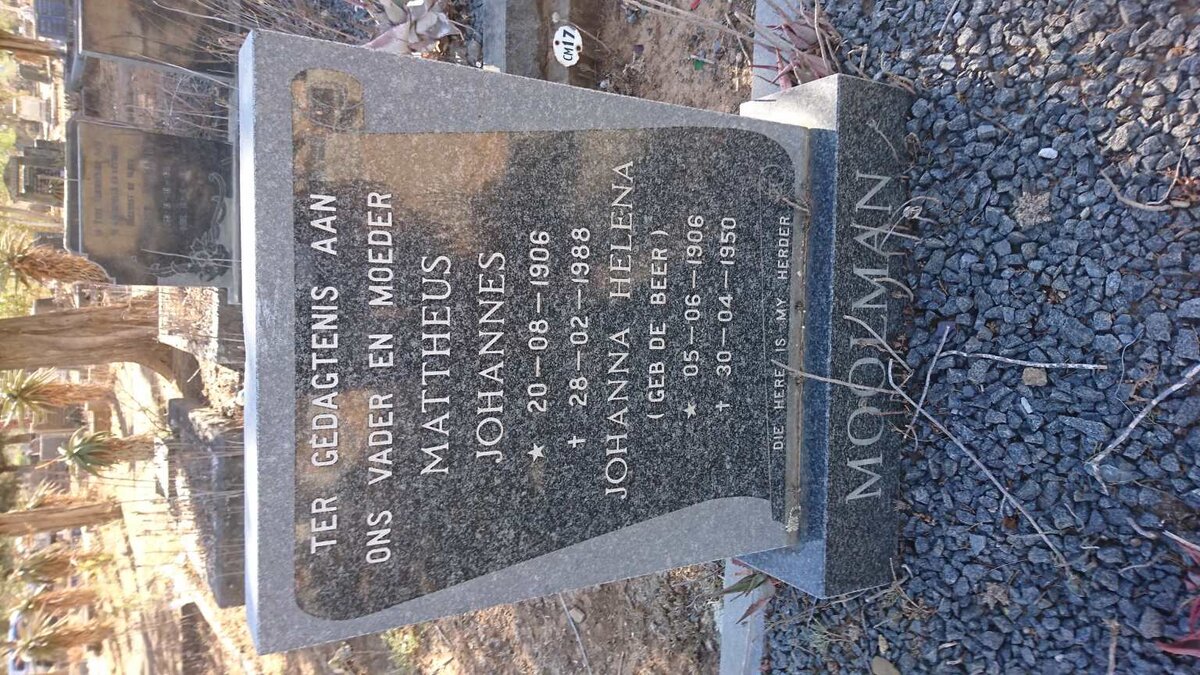 TER GEDAGTENIS AAN
ONS VADER EN MOEDER
MATTHEUS
JOHANNES
★ 20-08-1906
✝ 28-02-1988
JOHANNA HELENA
(GEB DE BEER)
★ 05-06-1906
✝ 30-04-1950
DIE HERE IS MY HERDER
MOOLMAN
CM17